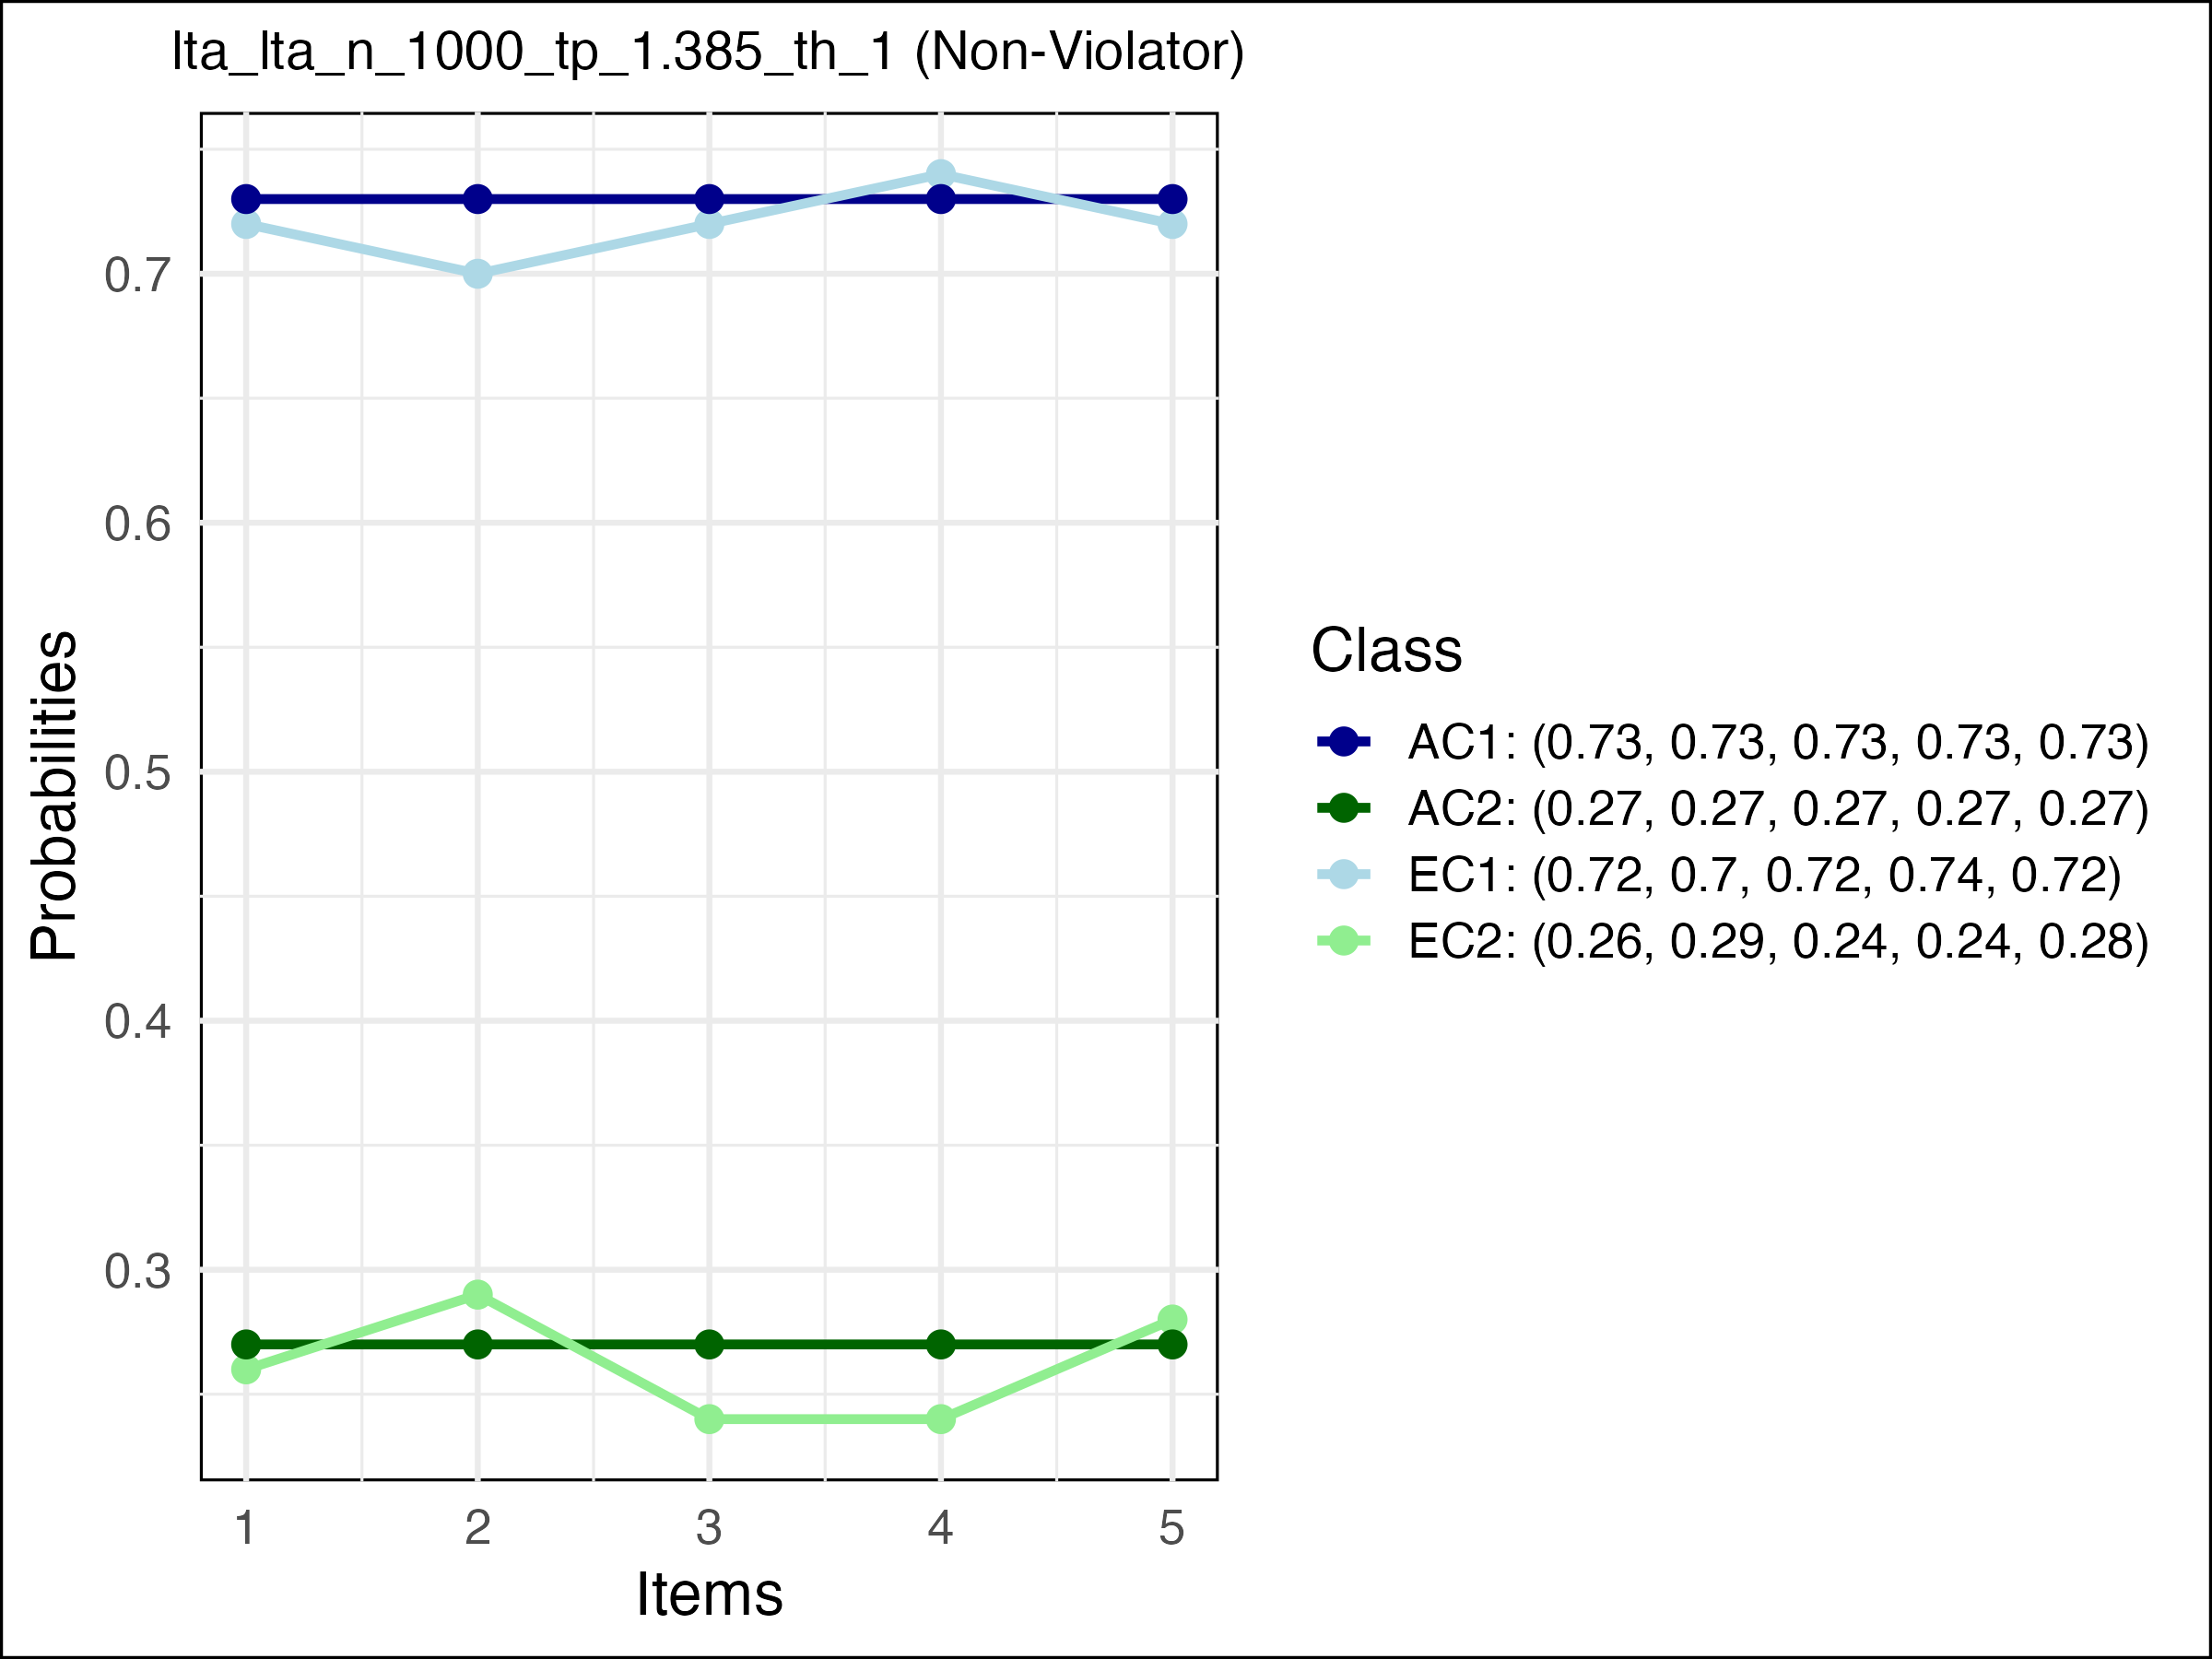 lta_lta_n_1000_tp_1.385_th_1 (Non-Violator)
Probabilities
0.7
0.6
0.5
0.4
0.3
1 2 3 4 5
Items
Class
AC1: (0.73, 0.73, 0.73, 0.73, 0.73)
AC2: (0.27, 0.27, 0.27, 0.27, 0.27)
EC1: (0.72, 0.7, 0.72, 0.74, 0.72)
EC2: (0.26, 0.29, 0.24, 0.24, 0.28)